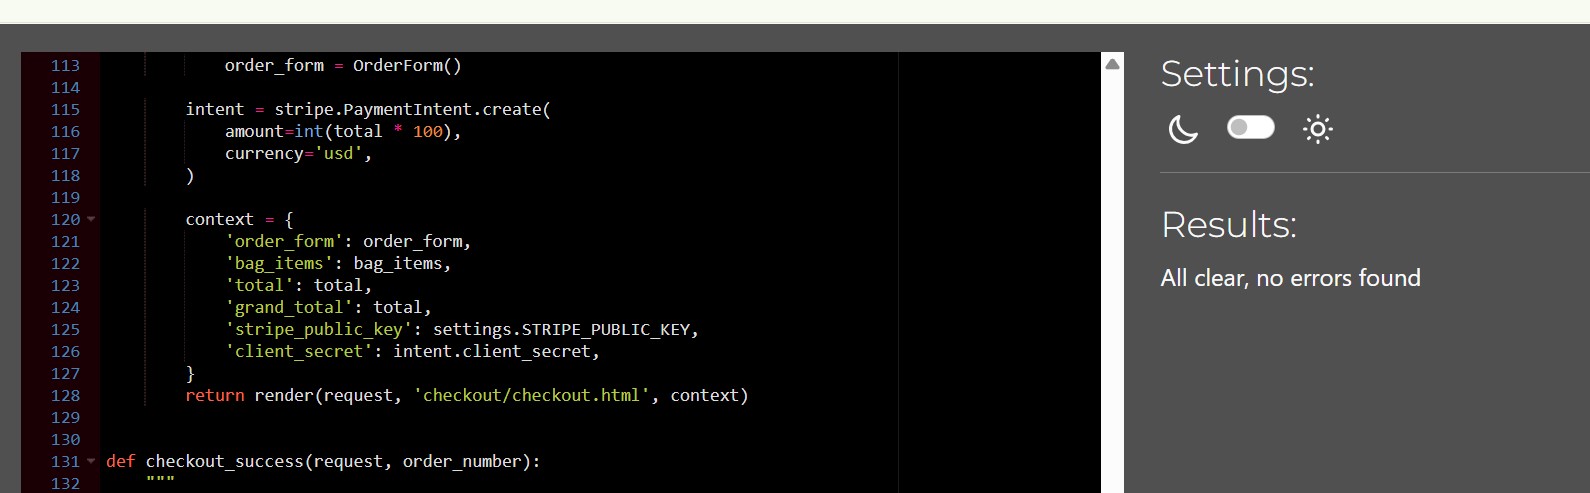 113             order_form = OrderForm()
114
115         intent = stripe.PaymentIntent.create(
116             amount=int(total * 100),
117             currency='usd',
118         )
119
120         context = {
121             'order_form': order_form,
122             'bag_items': bag_items,
123             'total': total,
124             'grand_total': total,
125             'stripe_public_key': settings.STRIPE_PUBLIC_KEY,
126             'client_secret': intent.client_secret,
127         }
128         return render(request, 'checkout/checkout.html', context)
129
130
131 def checkout_success(request, order_number):
132     """
Settings:
Results:
All clear, no errors found